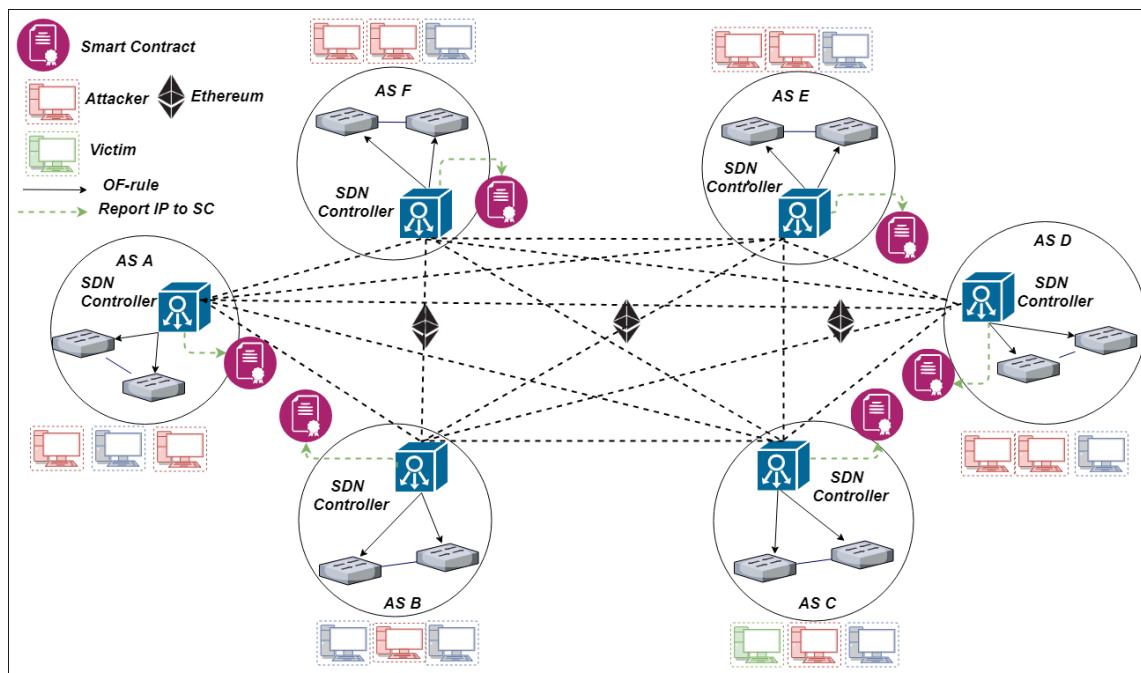 Smart Contract
Attacker
Ethereum
Victim
OF-rule
Report IP to SC
AS F
SDN
Controller
AS E
SDN
Controller
AS A
SDN
Controller
AS D
SDN
Controller
SDN
Controller
AS B
SDN
Controller
AS C